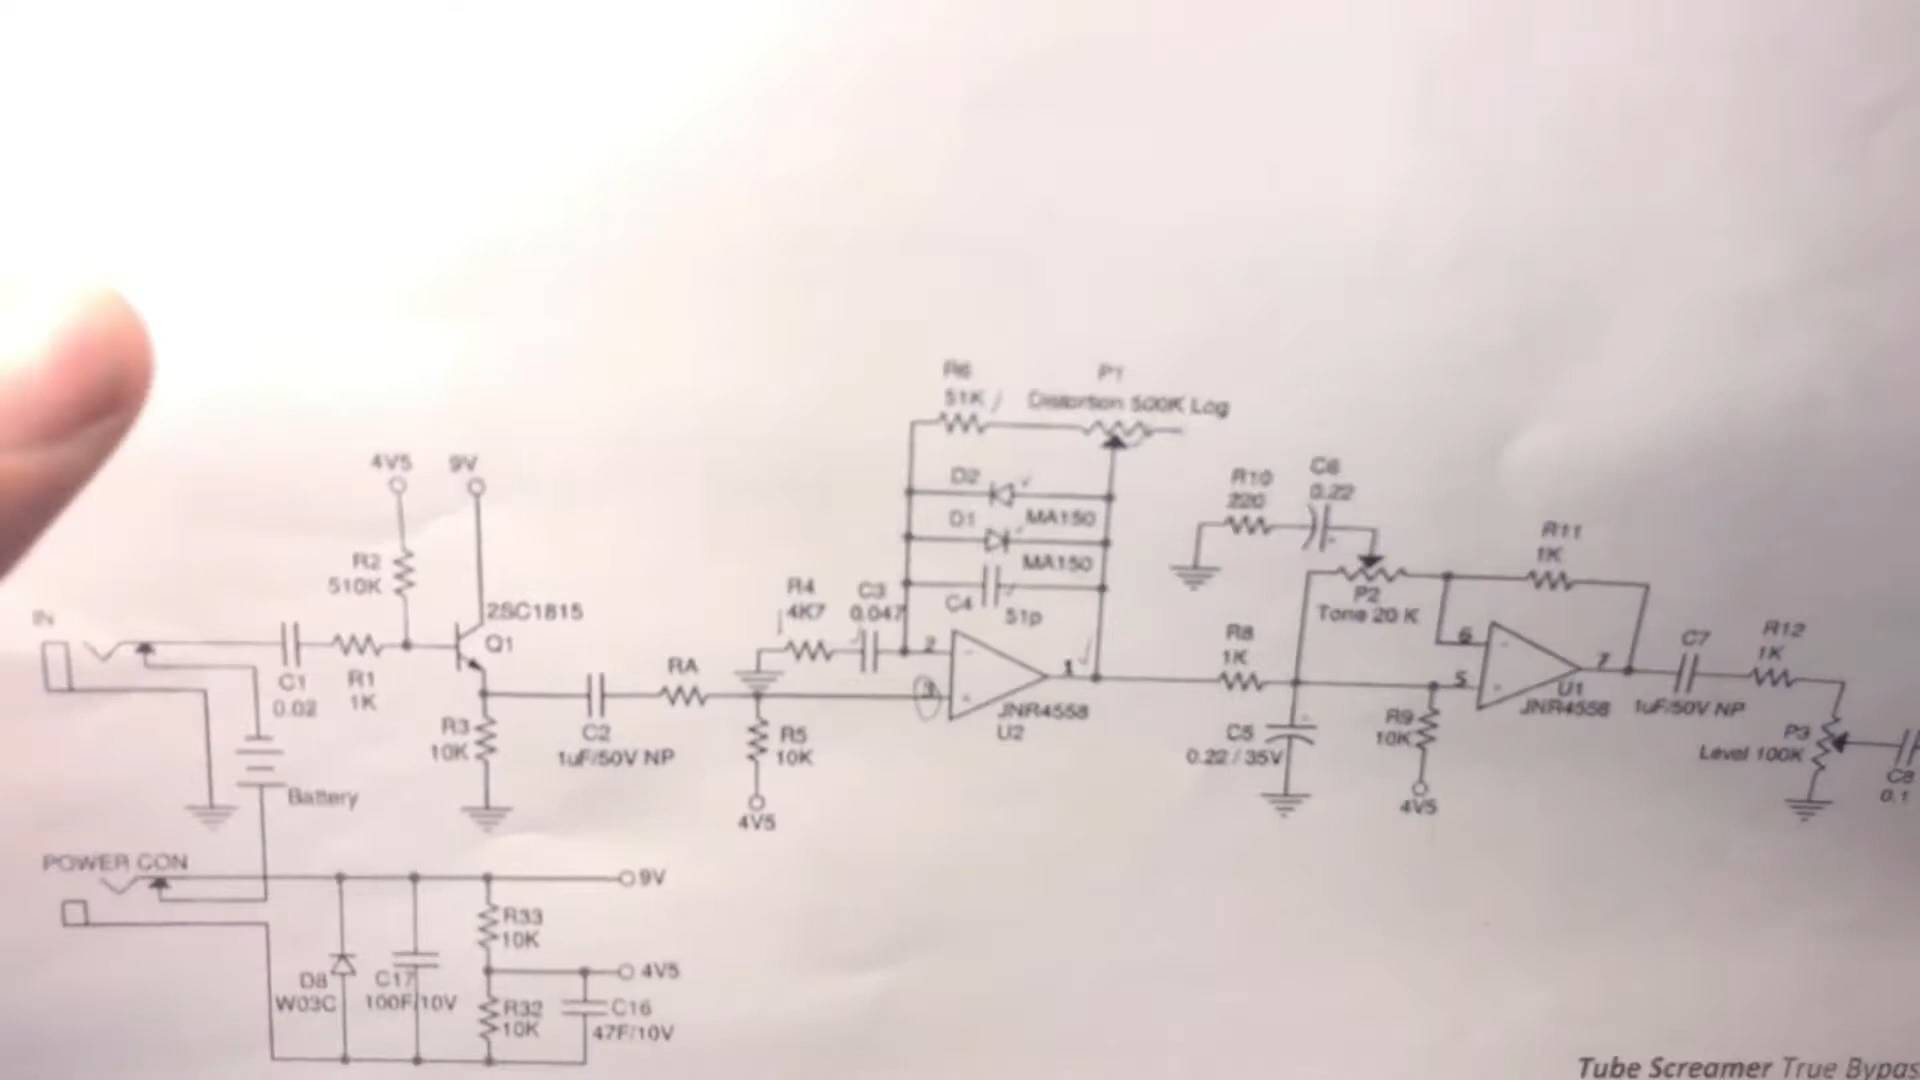 R6
51K
P1
Distortion 500K Log
4V5
9V
D2
MA150
D1
MA150
C4
51p
R10
220
C6
0.22
R11
1K
R2
510K
2SC1815
Q1
R4
4K7
C3
0.047
P2
Tone 20 K
IN
C1
0.02
R1
1K
RA
2
3
1
JNR4558
U2
R8
1K
6
5
7
U1
JNR4558
C7
1uF/50V NP
R12
1K
R3
10K
C2
1uF/50V NP
R5
10K
4V5
C5
0.22/35V
R9
10K
4V5
P3
Level 100K
C8
0.1
Battery
POWER CON
9V
R33
10K
4V5
D8
W03C
C17
100F/10V
R32
10K
C16
47F/10V
Tube Screamer True Bypas